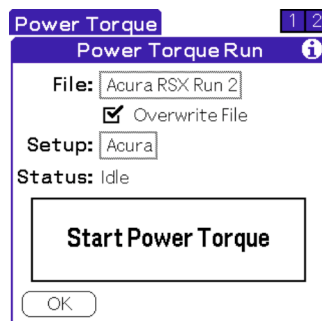 Power Torque 1 2
Power Torque Run i
File: Acura RSX Run 2
Overwrite File
Setup: Acura
Status: Idle
Start Power Torque
OK